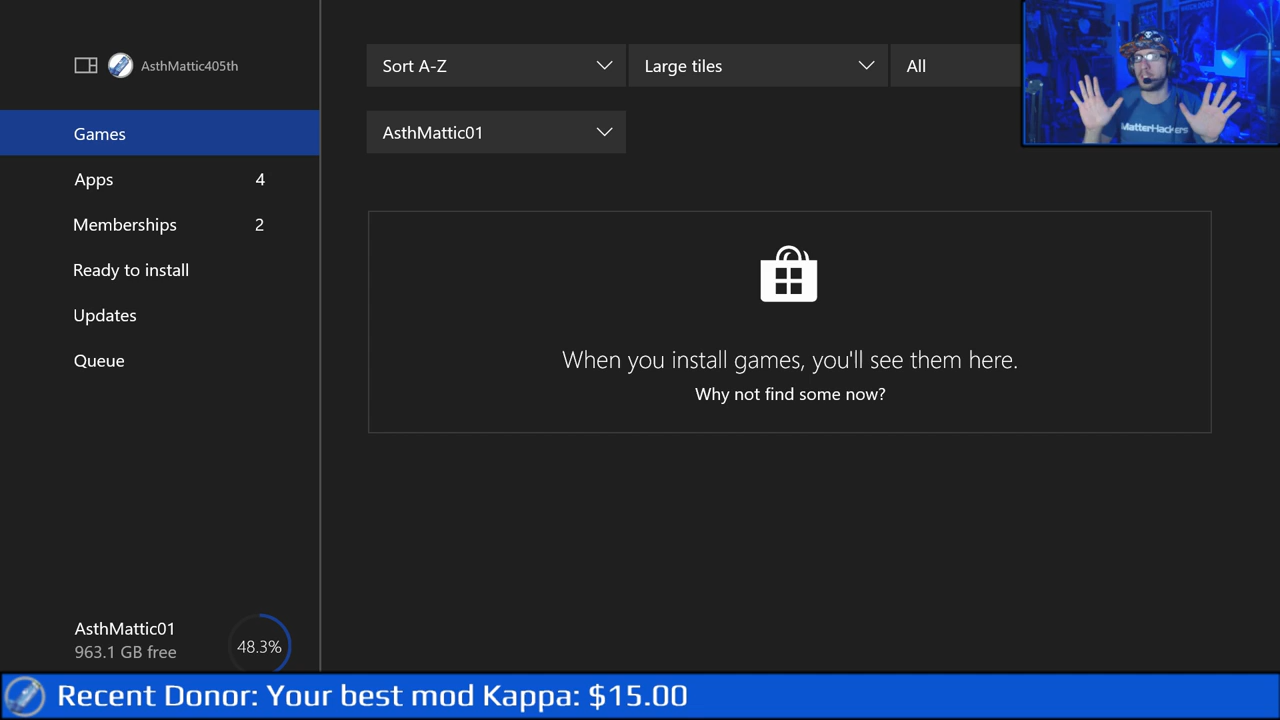 AsthMattic405th
Games
Apps 4
Memberships 2
Ready to install
Updates
Queue
AsthMattic01
963.1 GB free
48.3%
Sort A-Z
Large tiles
All
AsthMattic01
When you install games, you'll see them here.
Why not find some now?
MatterHackers
Recent Donor: Your best mod Kappa: $15.00